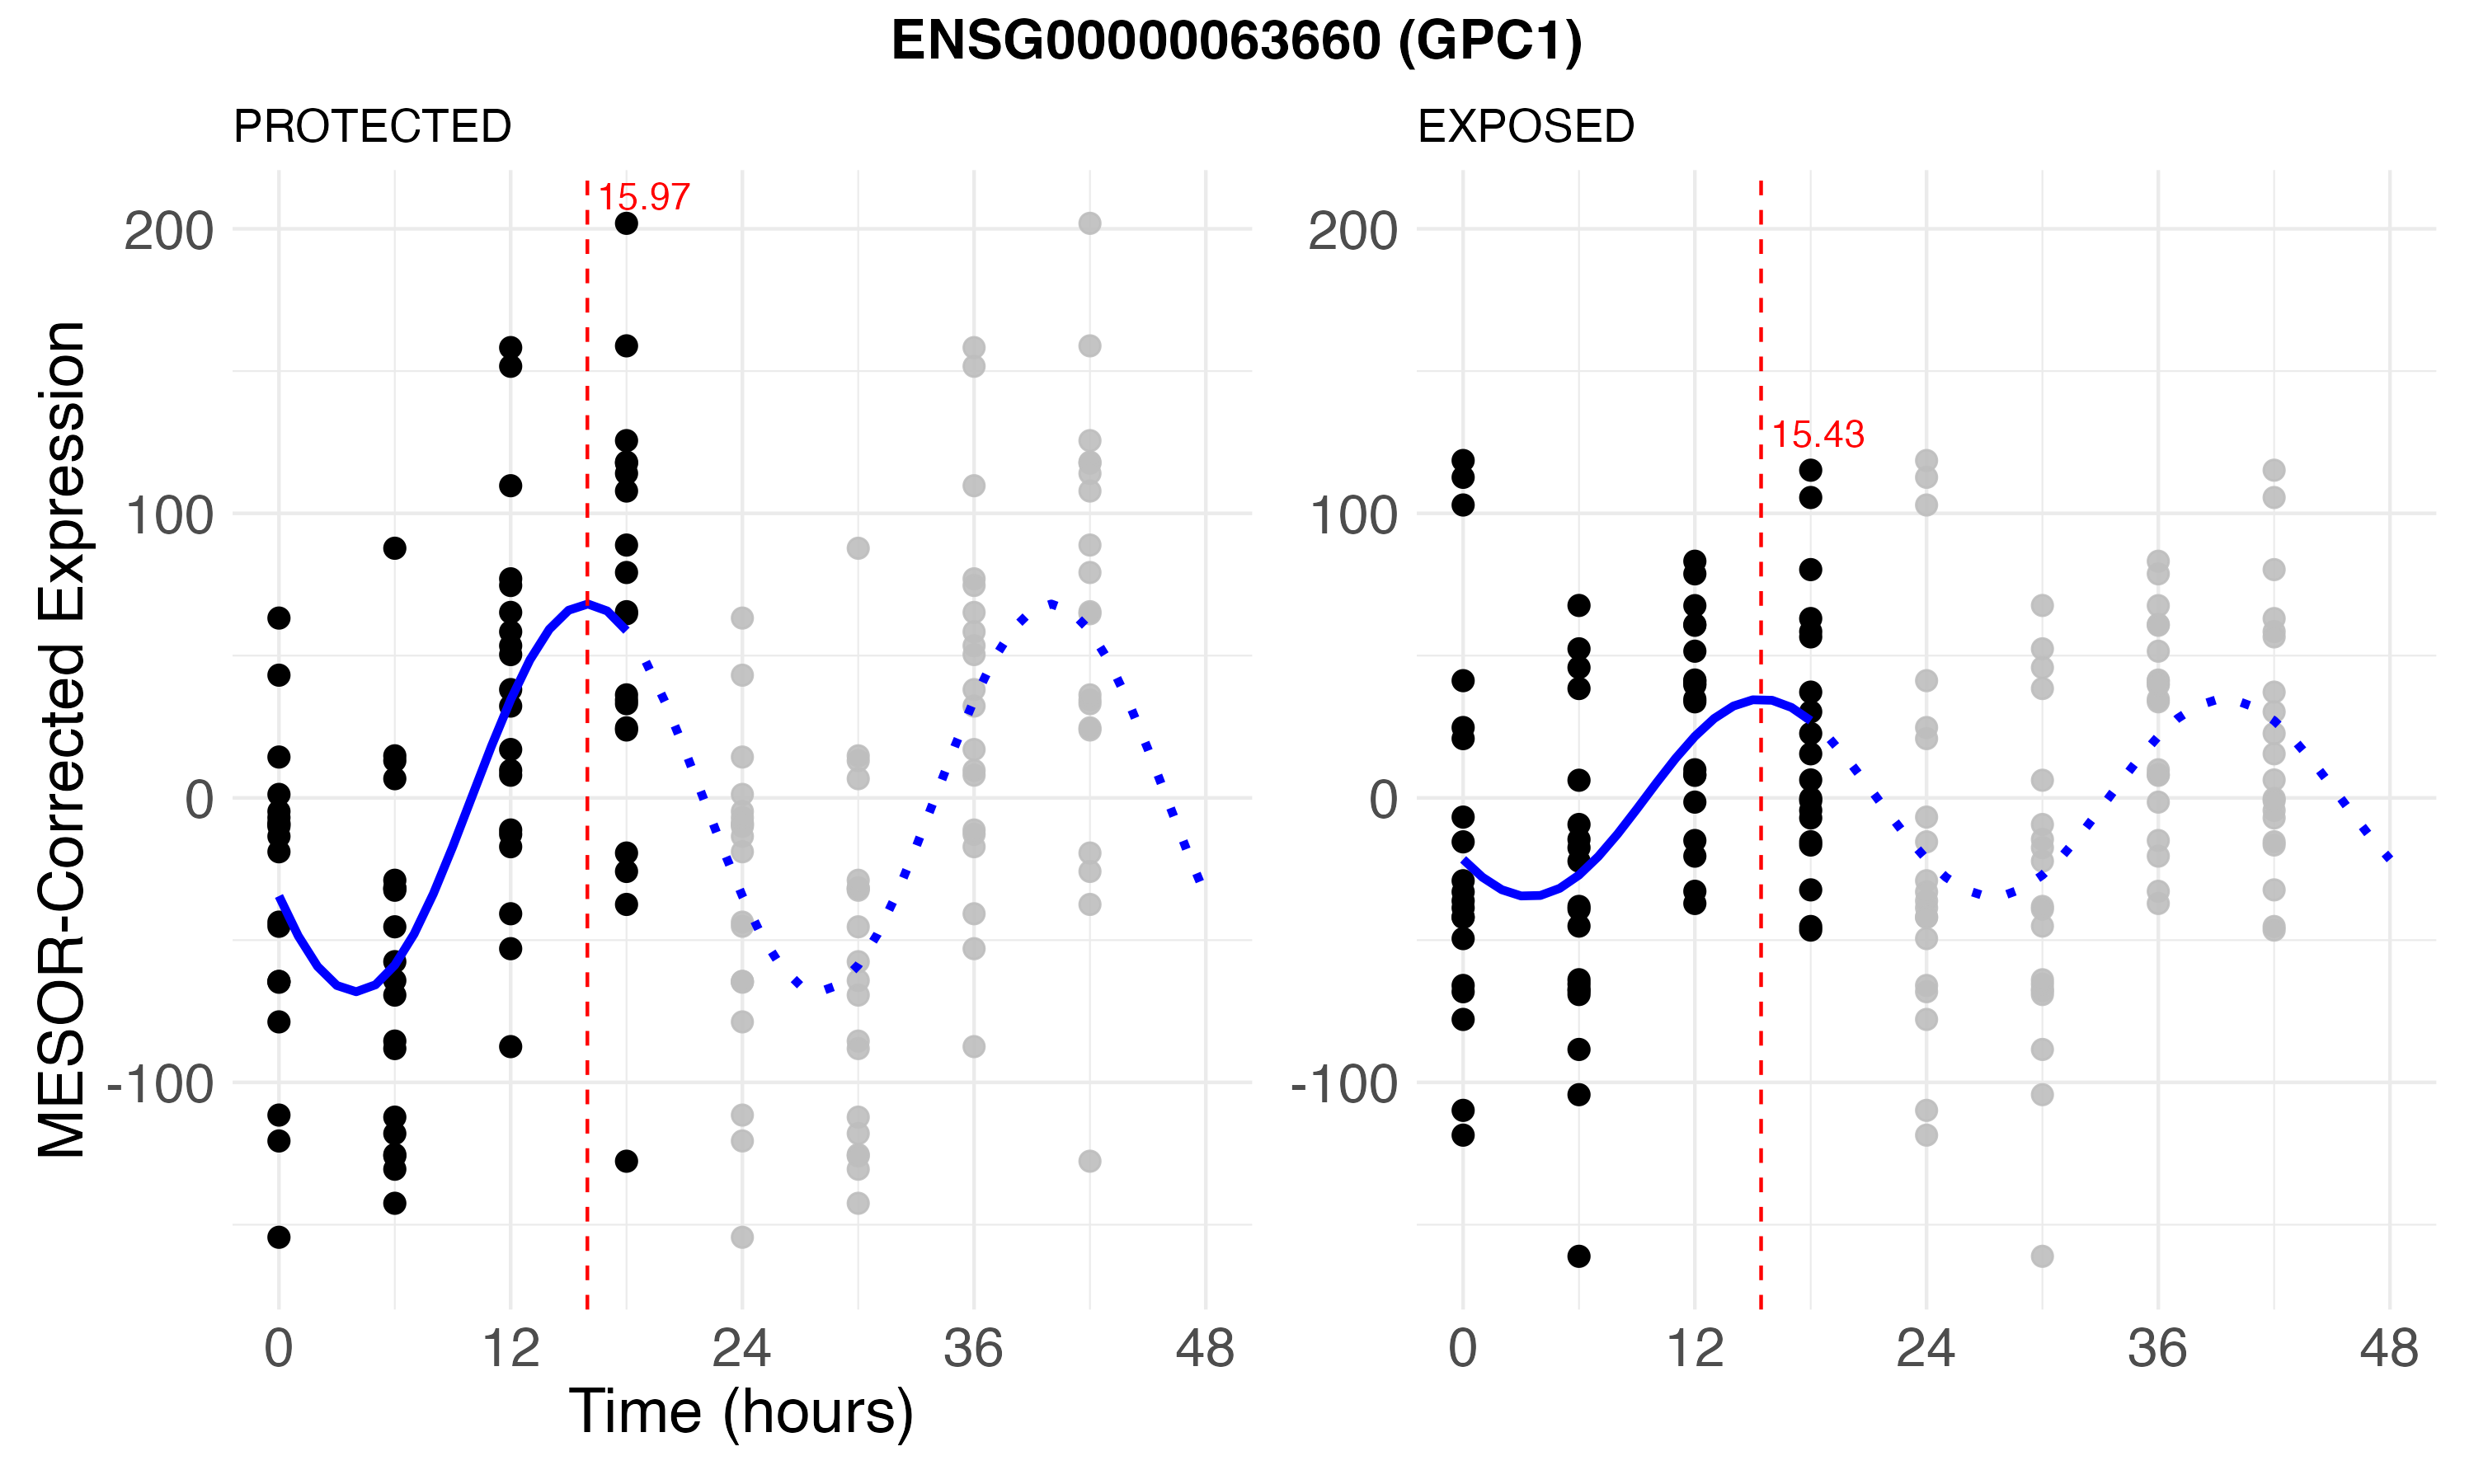 ENSG00000063660 (GPC1)
PROTECTED
EXPOSED
MESOR-Corrected Expression
200
100
0
-100
15.97
0 12 24 36 48
Time (hours)
200
100
0
-100
15.43
0 12 24 36 48